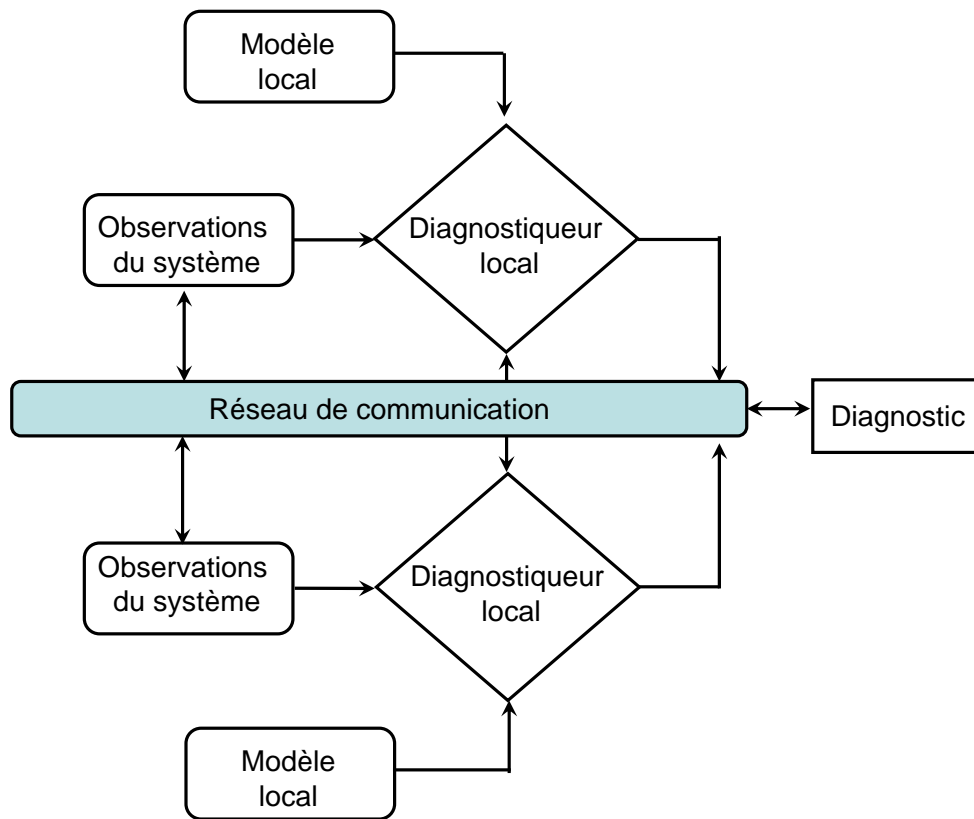 Modèle
local
Observations
du système
Diagnostiqueur
local
Réseau de communication
Diagnostic
Observations
du système
Diagnostiqueur
local
Modèle
local